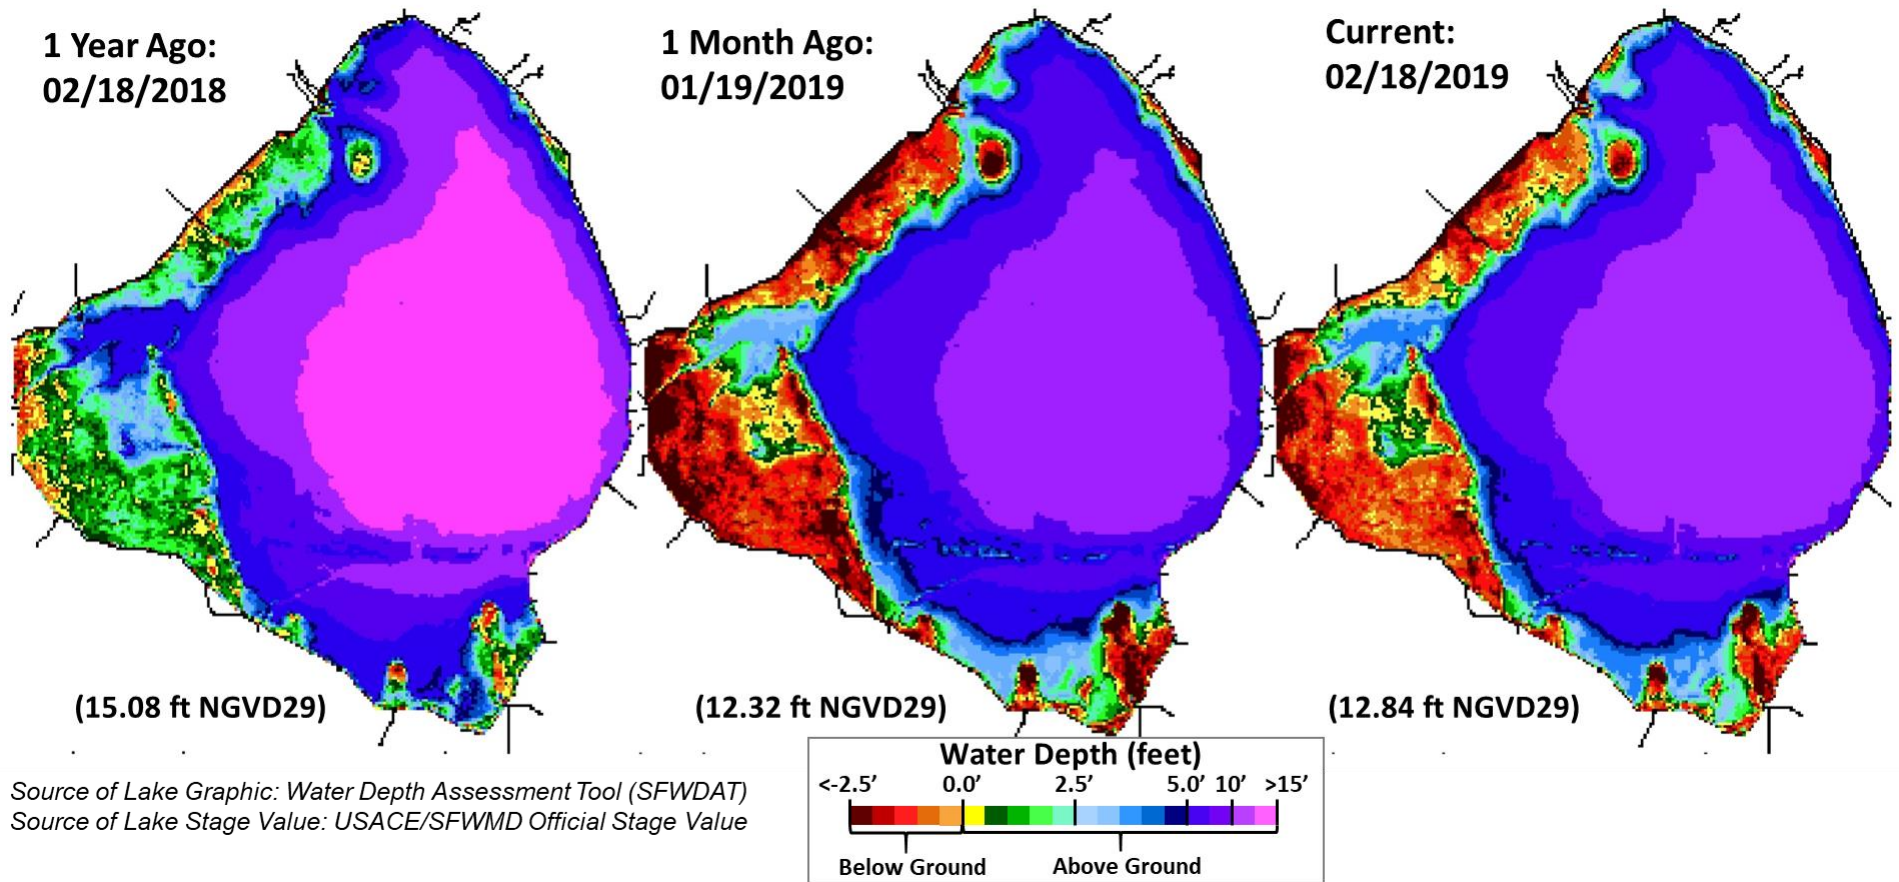 1 Year Ago:
02/18/2018
1 Month Ago:
01/19/2019
Current:
02/18/2019
(15.08 ft NGVD29)
(12.32 ft NGVD29)
(12.84 ft NGVD29)
Water Depth (feet)
<-2.5’ 0.0’ 2.5’ 5.0’ 10’ >15’
Below Ground Above Ground
Source of Lake Graphic: Water Depth Assessment Tool (SFWDAT)
Source of Lake Stage Value: USACE/SFWMD Official Stage Value